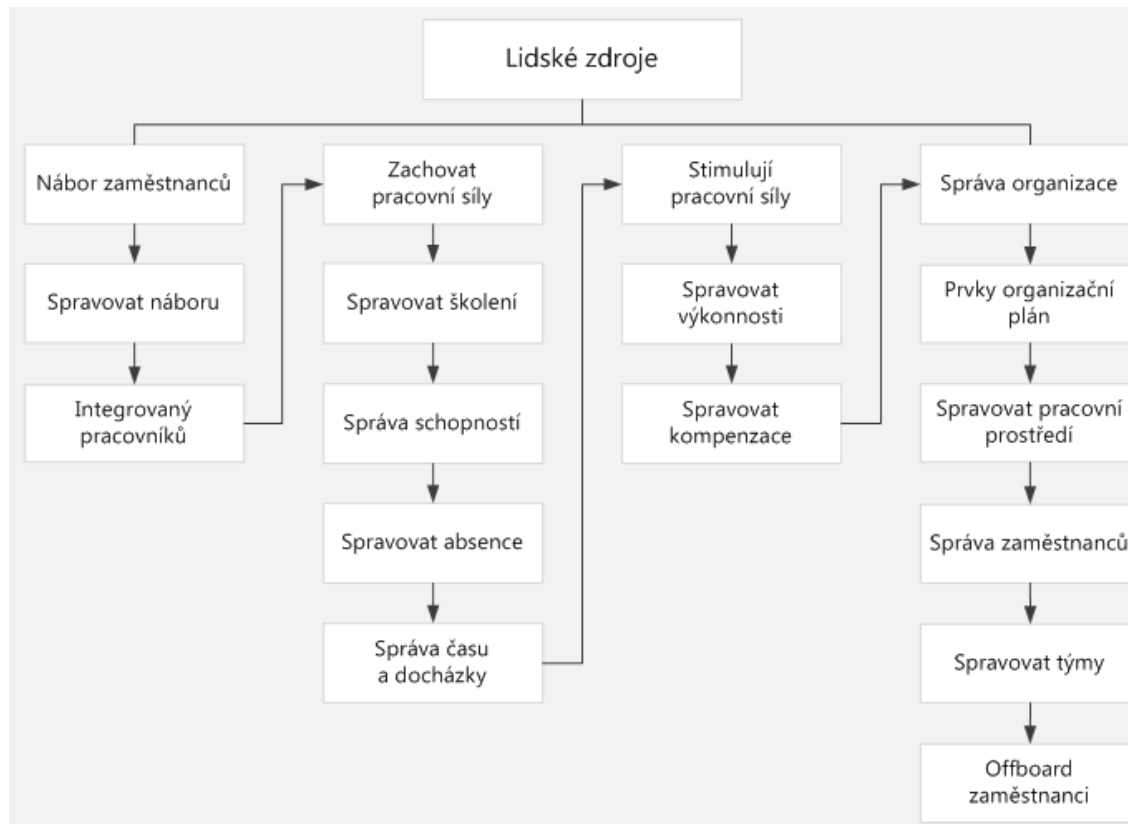 Lidské zdroje
Nábor zaměstnanců
Spravovat náboru
Integrovaný
pracovníků
Zachovat
pracovní síly
Spravovat školení
Správa schopností
Spravovat absence
Správa času
a docházky
Stimulují
pracovní síly
Spravovat
výkonnosti
Spravovat
kompenzace
Správa organizace
Prvky organizační
plán
Spravovat pracovní
prostředí
Správa zaměstnanců
Spravovat týmy
Offboard
zaměstnanci